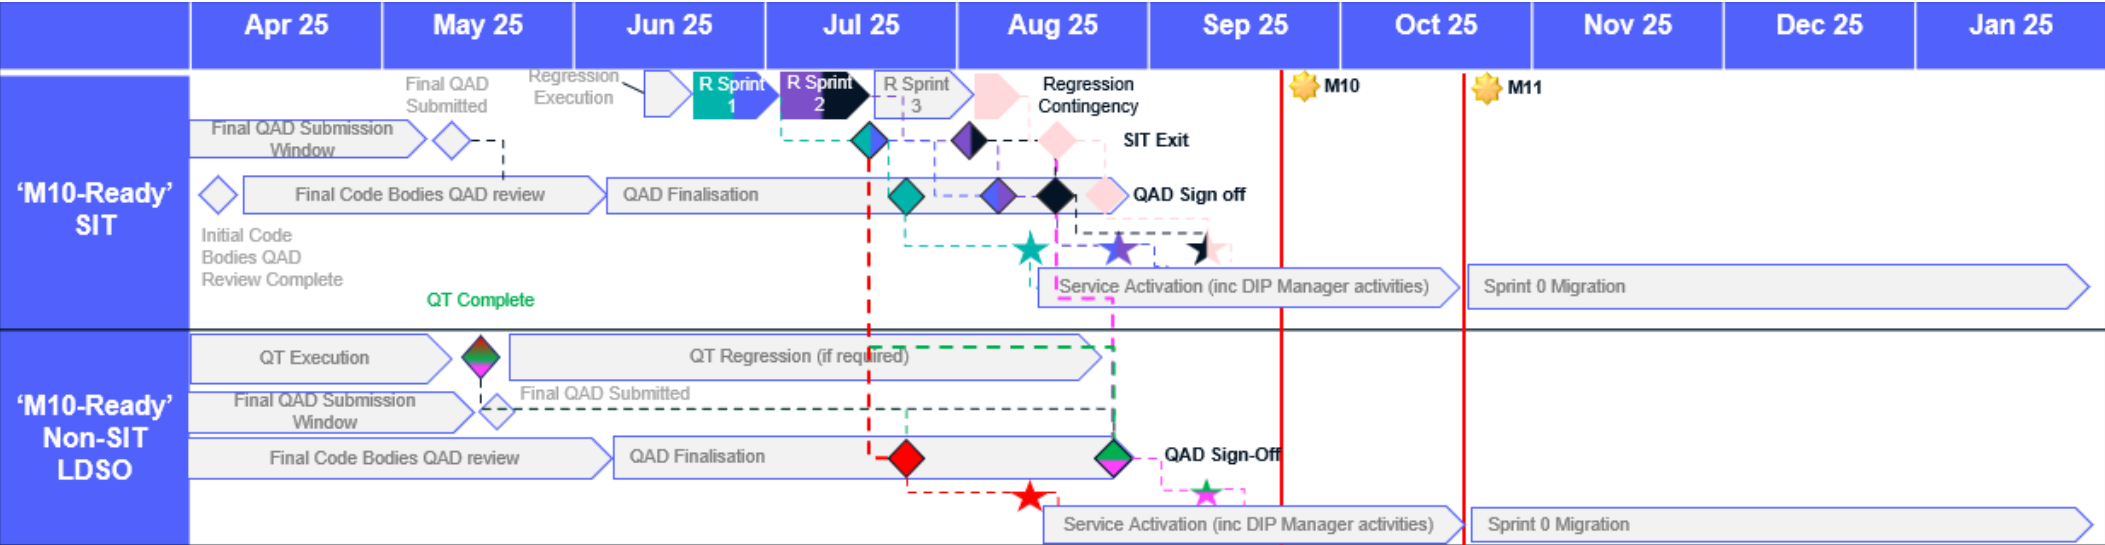 Apr 25
May 25
Jun 25
Jul 25
Aug 25
Sep 25
Oct 25
Nov 25
Dec 25
Jan 25
‘M10-Ready’
SIT
Final QAD
Submitted
Regression
Execution
R Sprint
1
R Sprint
2
R Sprint
3
Regression
Contingency
M10
M11
Final QAD Submission
Window
SIT Exit
Final Code Bodies QAD review
QAD Finalisation
QAD Sign off
Initial Code
Bodies QAD
Review Complete
Service Activation (inc DIP Manager activities)
Sprint 0 Migration
QT Complete
‘M10-Ready’
Non-SIT
LDSO
QT Execution
QT Regression (if required)
Final QAD Submission
Window
Final QAD Submitted
Final Code Bodies QAD review
QAD Finalisation
QAD Sign-Off
Service Activation (inc DIP Manager activities)
Sprint 0 Migration